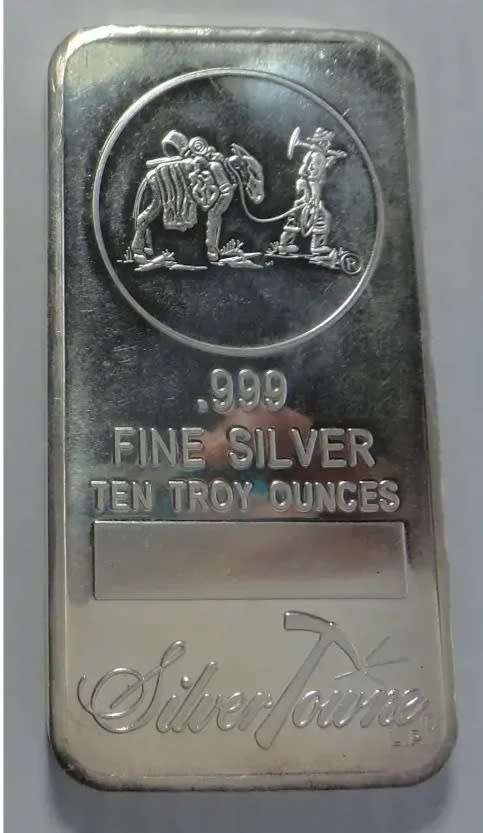 ®
.999
FINE SILVER
TEN TROY OUNCES
SilverTowne
L.P.